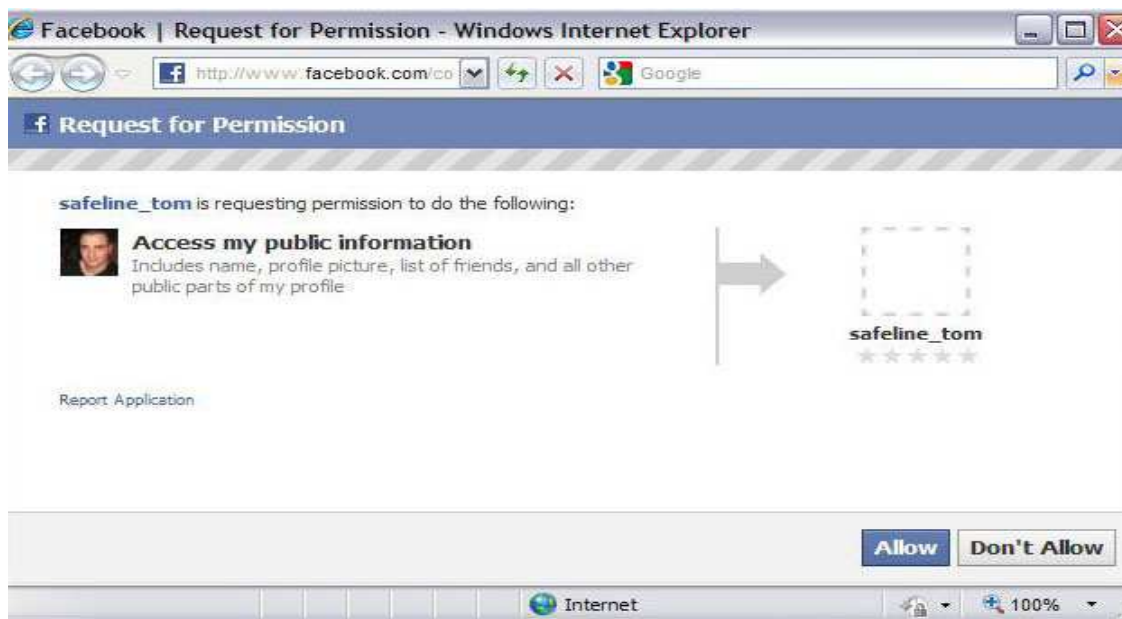 Facebook | Request for Permission - Windows Internet Explorer
http://www.facebook.com/co
Google
f Request for Permission
safeline_tom is requesting permission to do the following:
Access my public information
Includes name, profile picture, list of friends, and all other
public parts of my profile
safeline_tom
Report Application
Allow
Don't Allow
Internet
100%